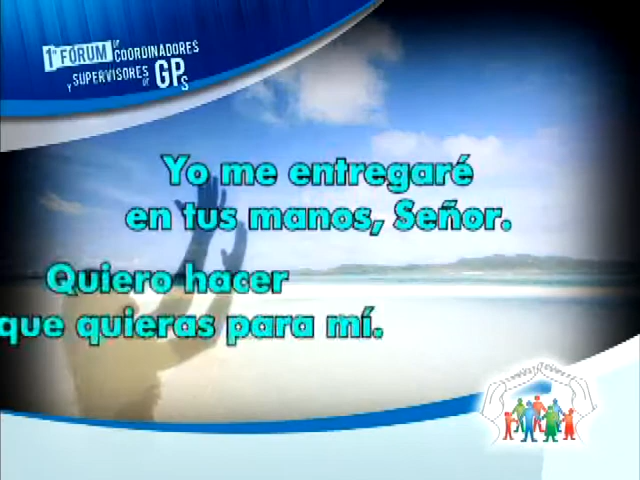 1er FÓRUM DE COORDINADORES
y SUPERVISORES DE GPs
Yo me entregaré
en tus manos, Señor.
Quiero hacer
que quieras para mí.